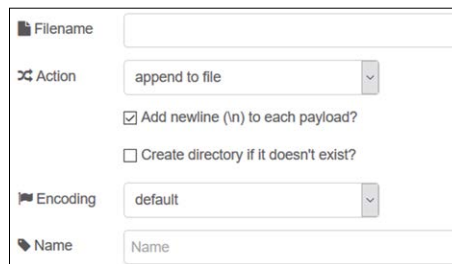 Filename
Action append to file
Add newline (\n) to each payload?
Create directory if it doesn't exist?
Encoding default
Name Name